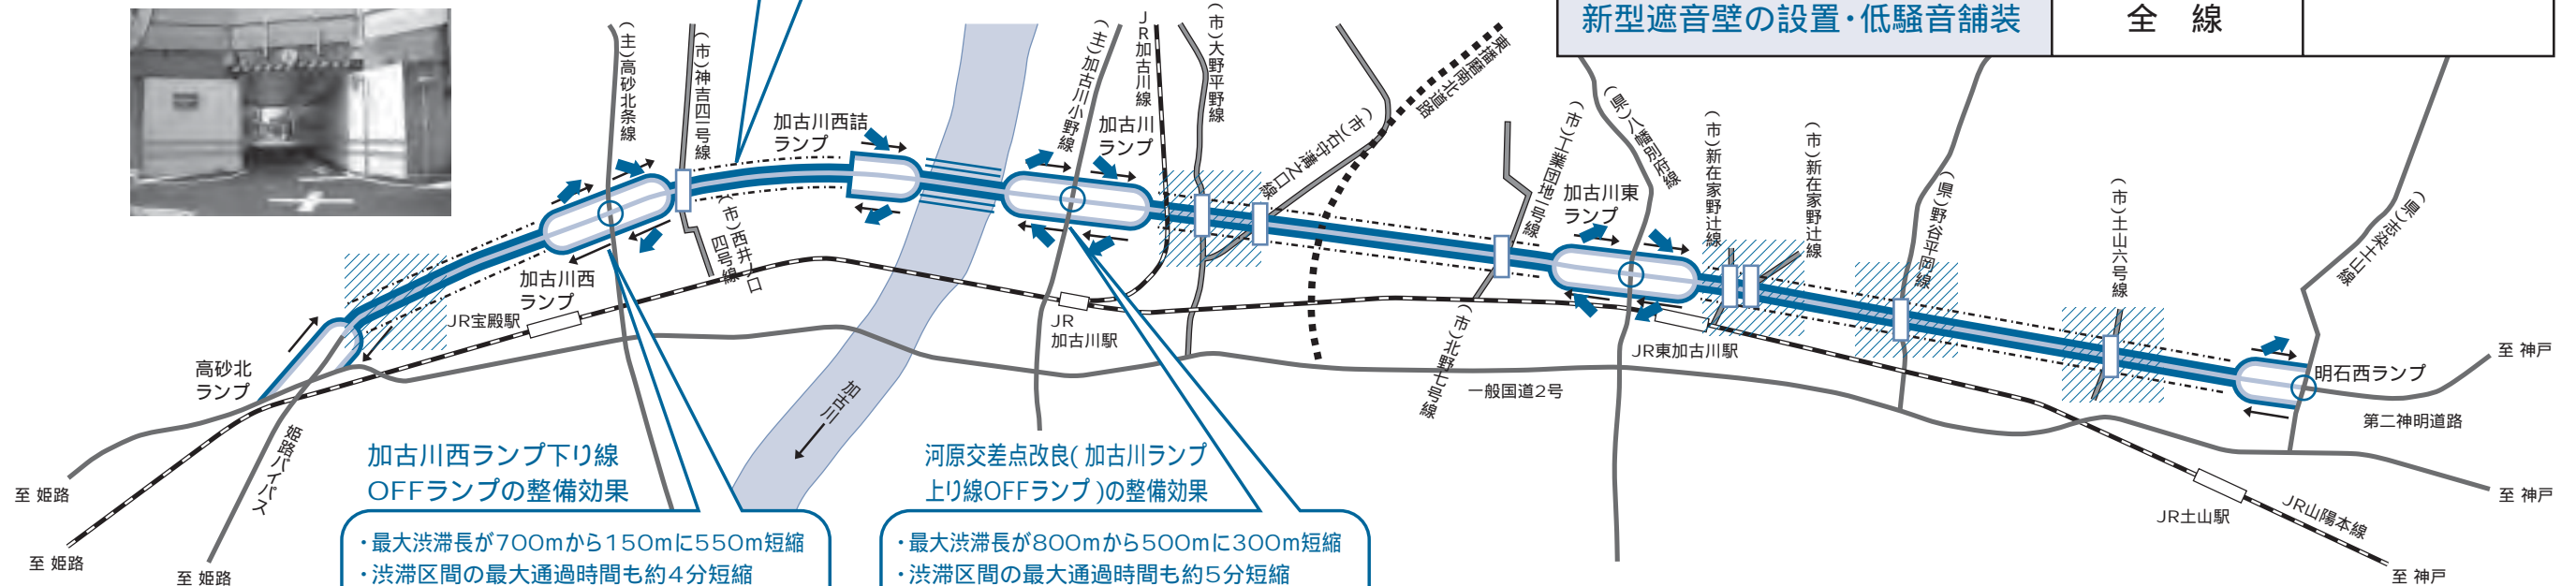 新型遮音壁の設置・低騒音舗装
全　線
(主)高砂北条線
(市)神吉四一号線
加古川西詰
ランプ
(主)加古川小野線
JR加古川線
加古川
ランプ
(市)大野平野線
(市)石守溝之口線
東播磨南北道路
(市)工業団地一号線
(県)八幡別府線
加古川東
ランプ
(市)新在家野辻線
(市)新在家野辻線
(県)野谷平岡線
(市)土山六号線
(県)志染土山線
(市)西井ノ口
四号線
加古川西
ランプ
JR宝殿駅
高砂北
ランプ
JR
加古川駅
(市)北野七号線
JR東加古川駅
一般国道2号
明石西ランプ
至 神戸
第二神明道路
加古川
姫路バイパス
至 姫路
至 姫路
至 姫路
至 神戸
JR土山駅
JR山陽本線
至 神戸
加古川西ランプ下り線
OFFランプの整備効果
・最大渋滞長が700mから150mに550m短縮
・渋滞区間の最大通過時間も約4分短縮
河原交差点改良(加古川ランプ
上り線OFFランプ)の整備効果
・最大渋滞長が800mから500mに300m短縮
・渋滞区間の最大通過時間も約5分短縮